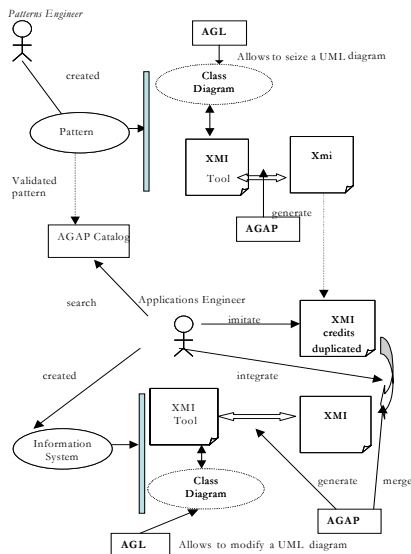 Patterns Engineer
AGL
Allows to seize a UML diagram
created
Class
Diagram
Pattern
XMI
Tool
Xmi
Validated
pattern
generate
AGAP
AGAP Catalog
search
Applications Engineer
imitate
XMI
credits
duplicated
created
integrate
XMI
Tool
XMI
Information
System
Class
Diagram
generate
merge
AGAP
AGL
Allows to modify a UML diagram